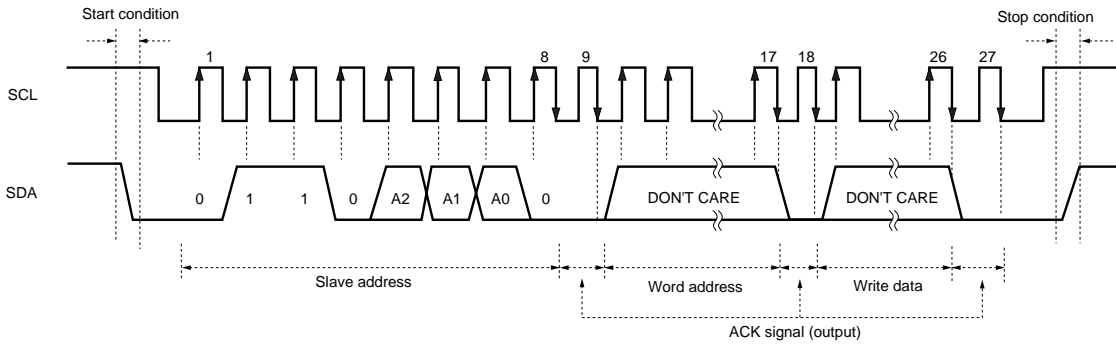 Start condition
Stop condition
1
8
9
17
18
26
27
SCL
SDA
0
1
1
0
A2
A1
A0
0
DON'T CARE
DON'T CARE
Slave address
Word address
Write data
ACK signal (output)